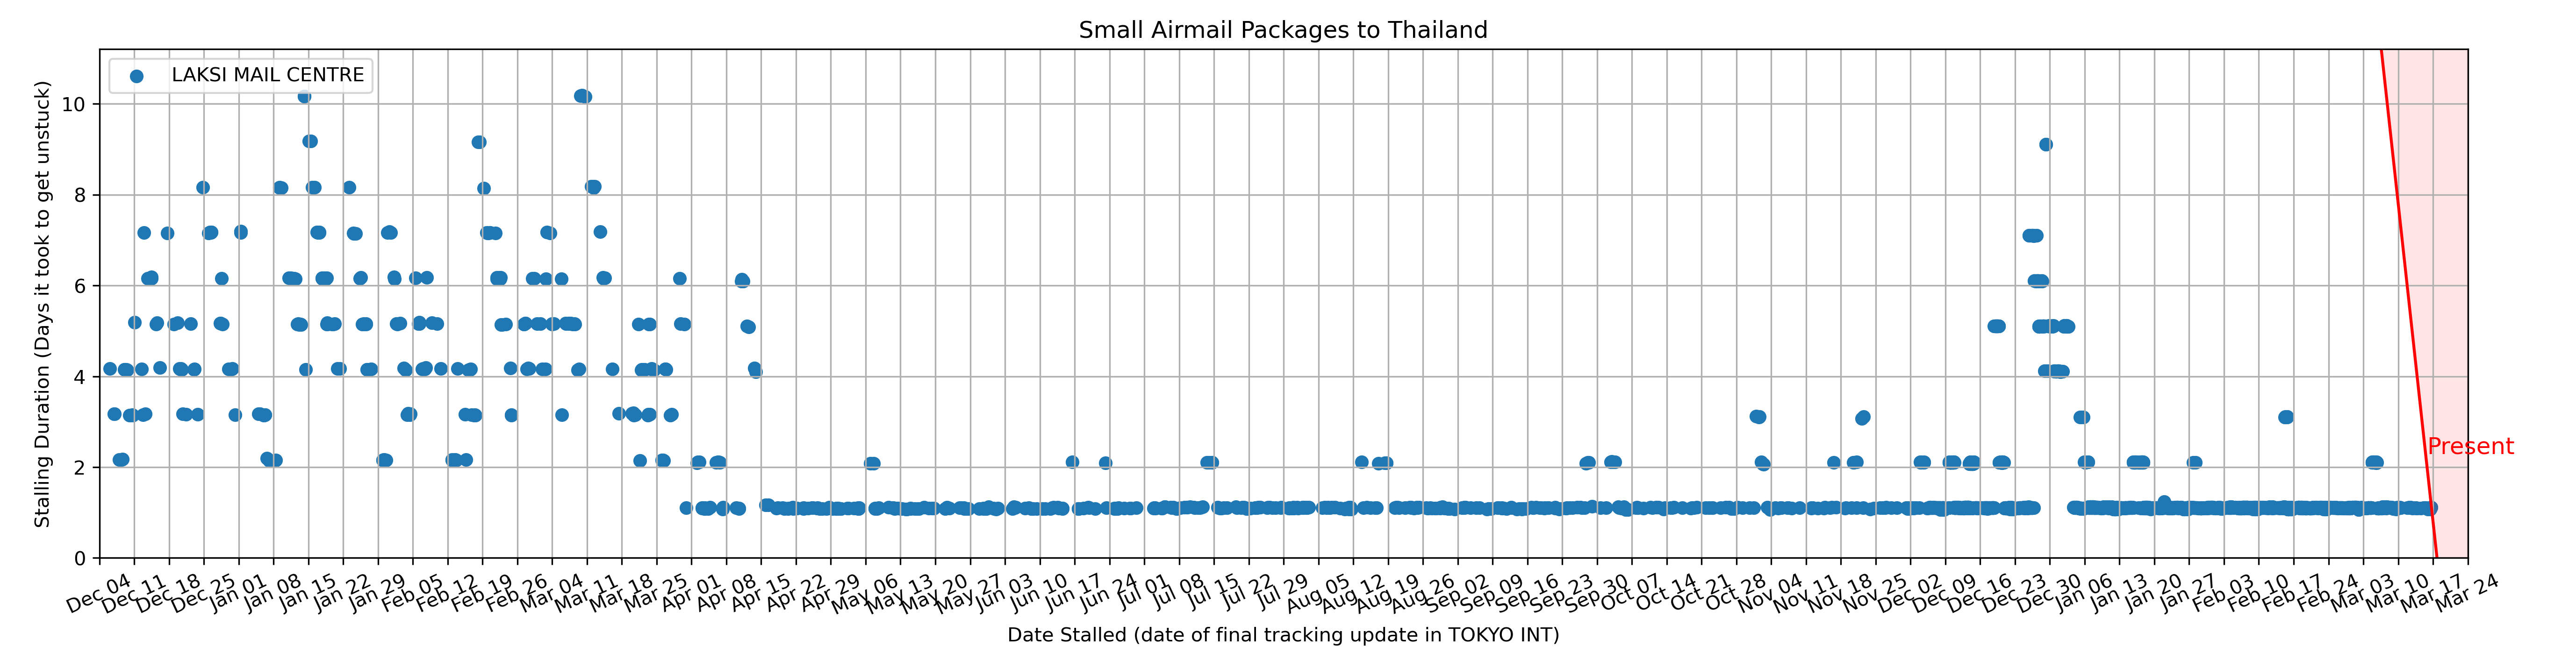 Small Airmail Packages to Thailand
LAKSI MAIL CENTRE
Stalling Duration (Days it took to get unstuck)
10
8
6
4
2
0
Present
Dec 04 Dec 11 Dec 18 Dec 25 Jan 01 Jan 08 Jan 15 Jan 22 Jan 29 Feb 05 Feb 12 Feb 19 Feb 26 Mar 04 Mar 11 Mar 18 Mar 25 Apr 01 Apr 08 Apr 15 Apr 22 Apr 29 May 06 May 13 May 20 May 27 Jun 03 Jun 10 Jun 17 Jun 24 Jul 01 Jul 08 Jul 15 Jul 22 Jul 29 Aug 05 Aug 12 Aug 19 Aug 26 Sep 02 Sep 09 Sep 16 Sep 23 Sep 30 Oct 07 Oct 14 Oct 21 Oct 28 Nov 04 Nov 11 Nov 18 Nov 25 Dec 02 Dec 09 Dec 16 Dec 23 Dec 30 Jan 06 Jan 13 Jan 20 Jan 27 Feb 03 Feb 10 Feb 17 Feb 24 Mar 03 Mar 10 Mar 17 Mar 24
Date Stalled (date of final tracking update in TOKYO INT)